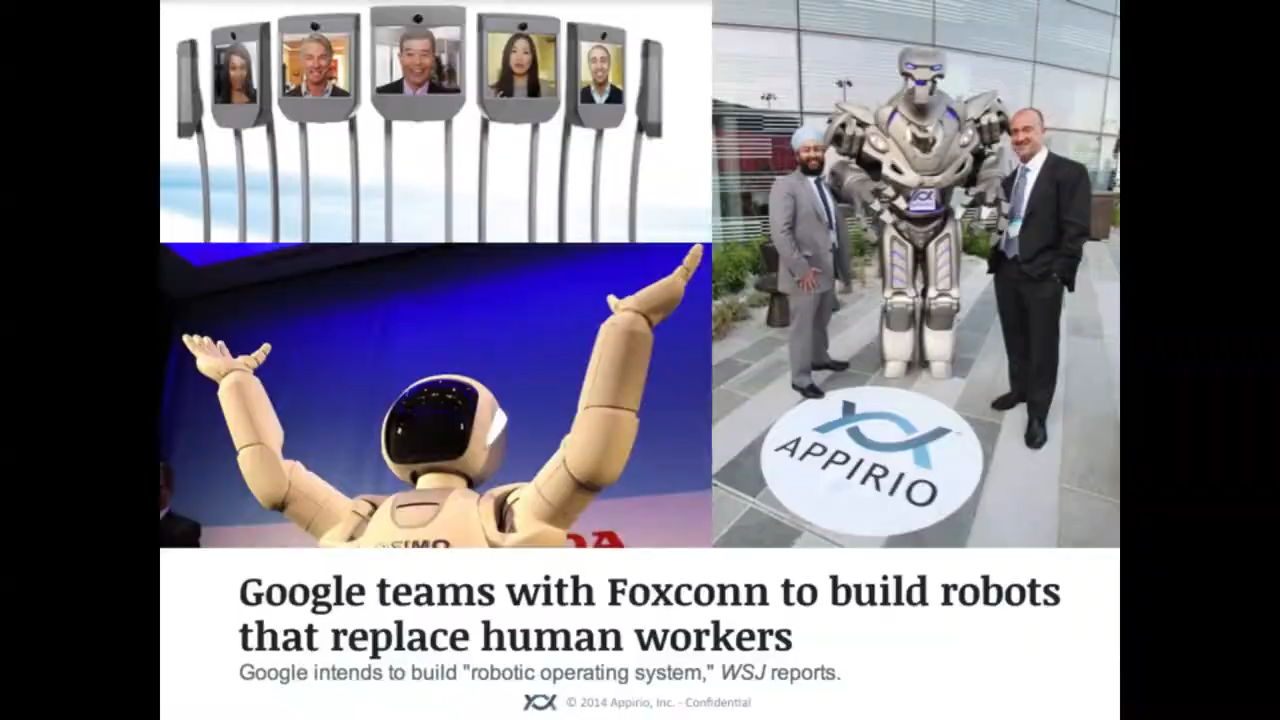 APPIRIO
Google teams with Foxconn to build robots
that replace human workers
Google intends to build "robotic operating system," WSJ reports.
© 2014 Appirio, Inc. - Confidential